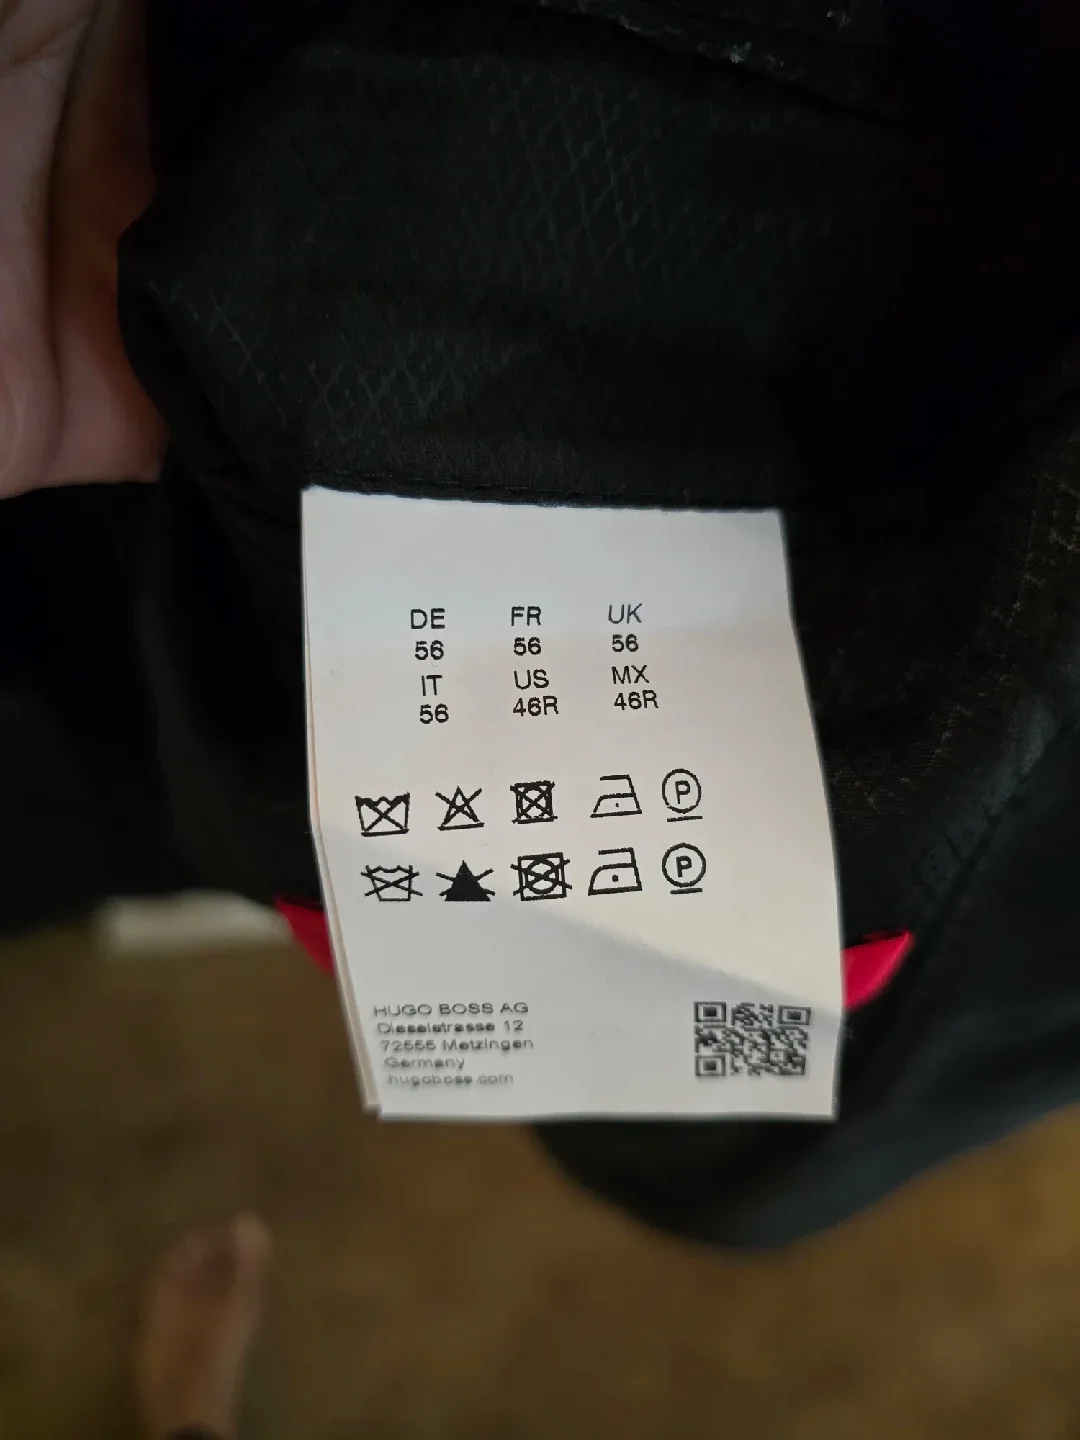 DE FR UK
56 56 56
IT US MX
56 46R 46R
P
P
HUGO BOSS AG
Dieselstrasse 12
72555 Metzingen
Germany
hugoboss.com